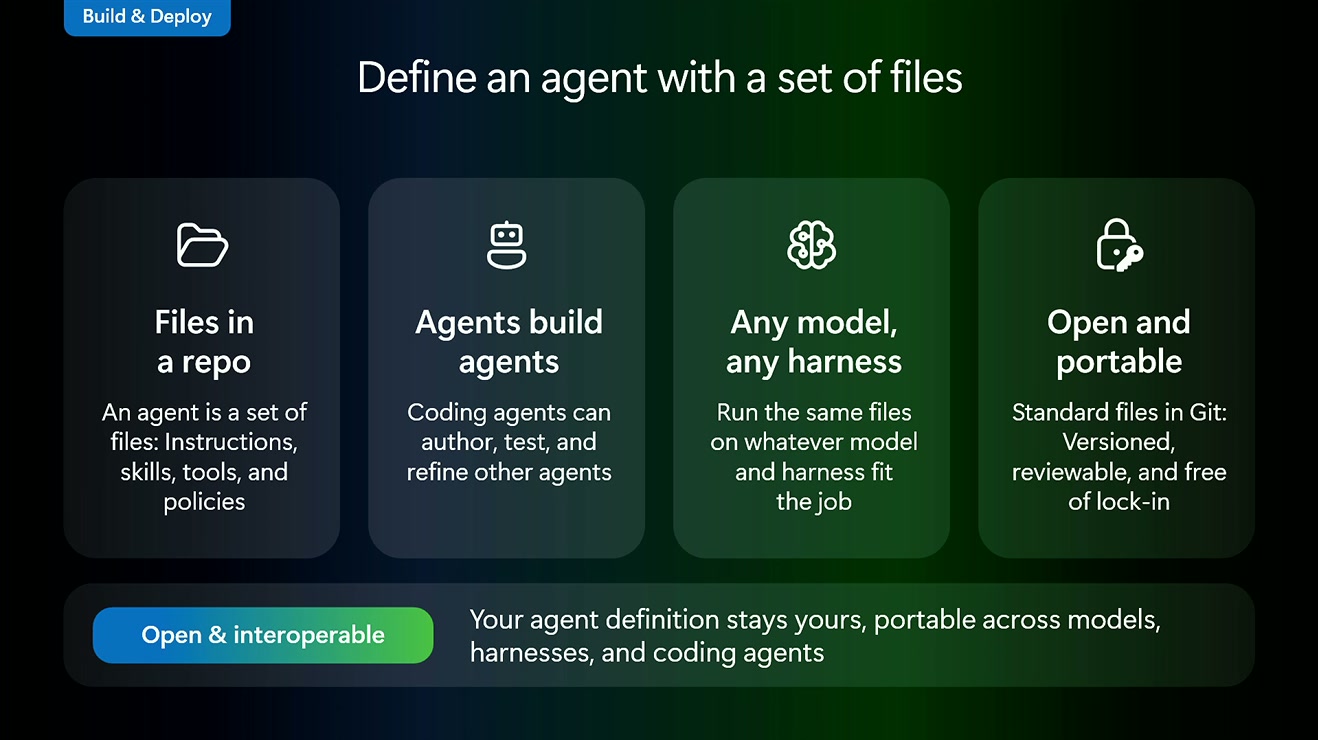 Build & Deploy
Define an agent with a set of files
Files in
a repo
An agent is a set of
files: Instructions,
skills, tools, and
policies
Agents build
agents
Coding agents can
author, test, and
refine other agents
Any model,
any harness
Run the same files
on whatever model
and harness fit
the job
Open and
portable
Standard files in Git:
Versioned,
reviewable, and free
of lock-in
Open & interoperable
Your agent definition stays yours, portable across models,
harnesses, and coding agents